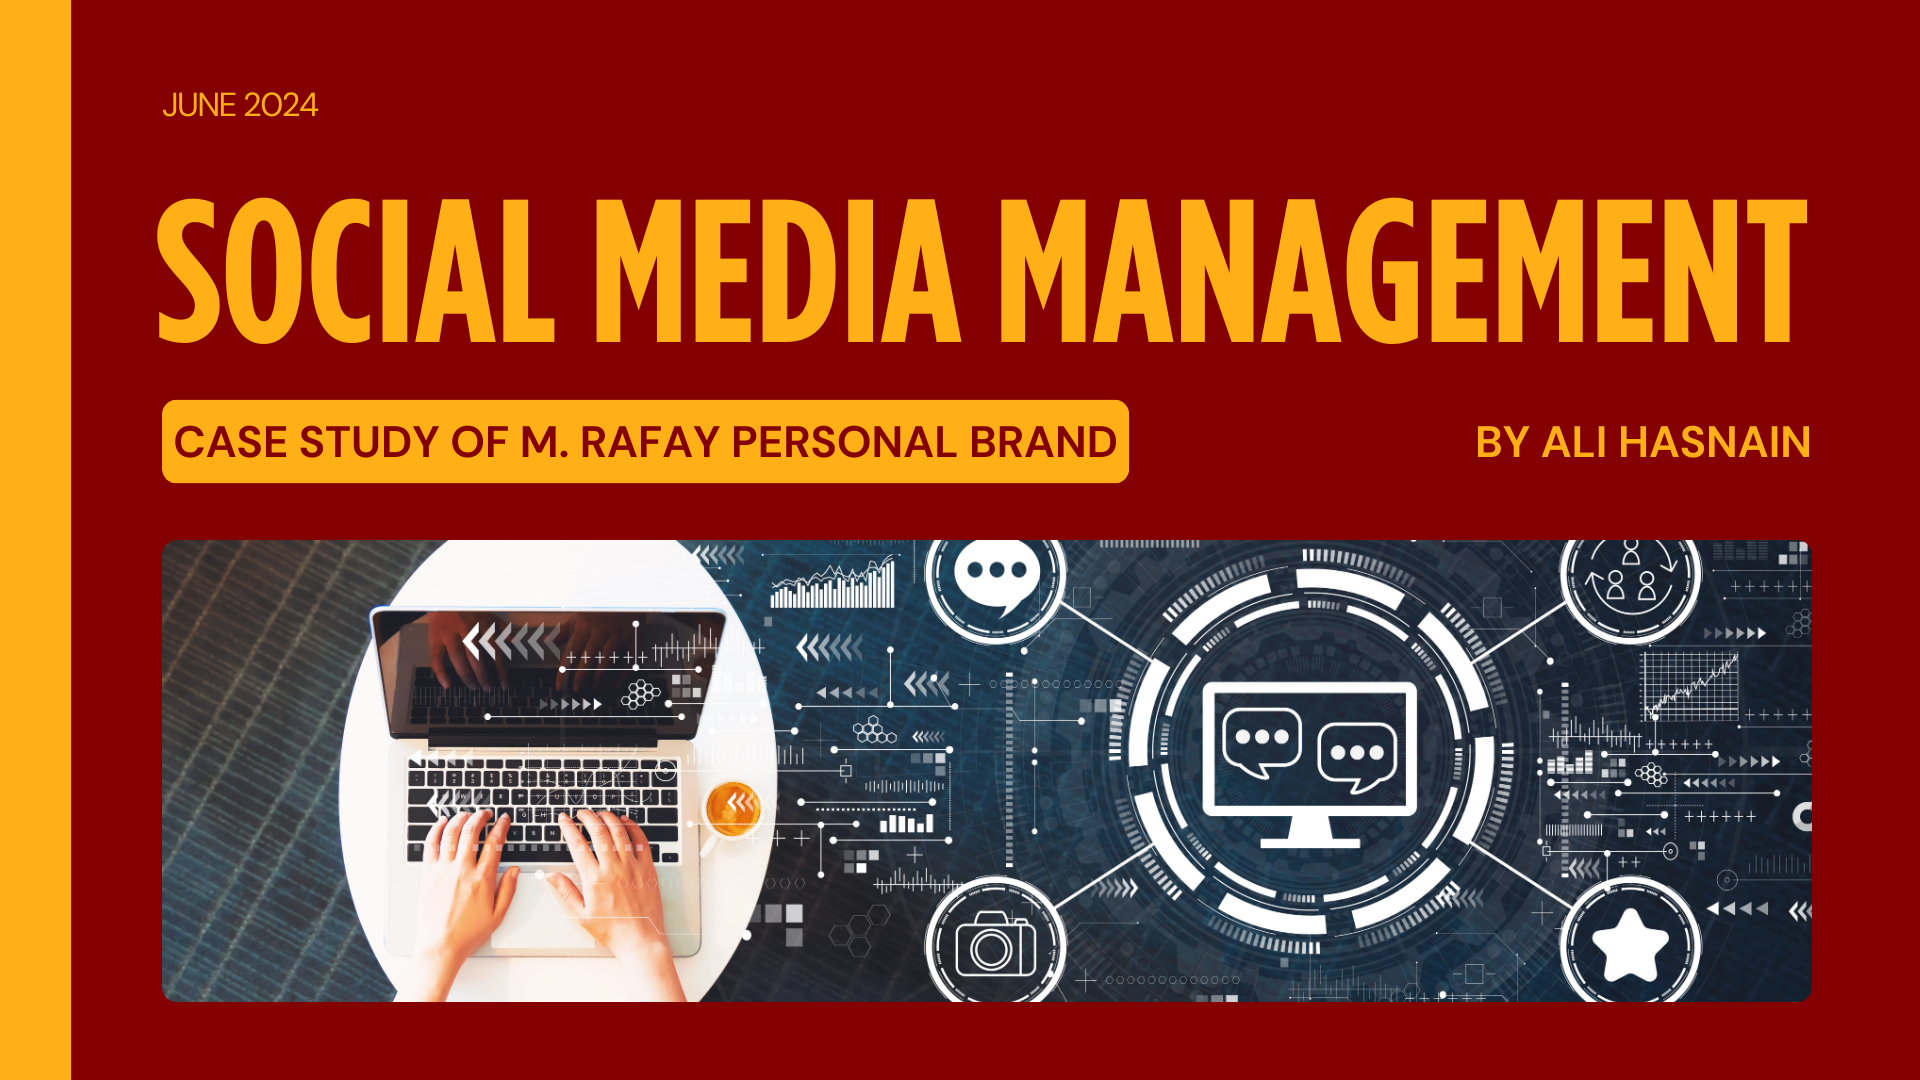 JUNE 2024
SOCIAL MEDIA MANAGEMENT
CASE STUDY OF M. RAFAY PERSONAL BRAND
BY ALI HASNAIN